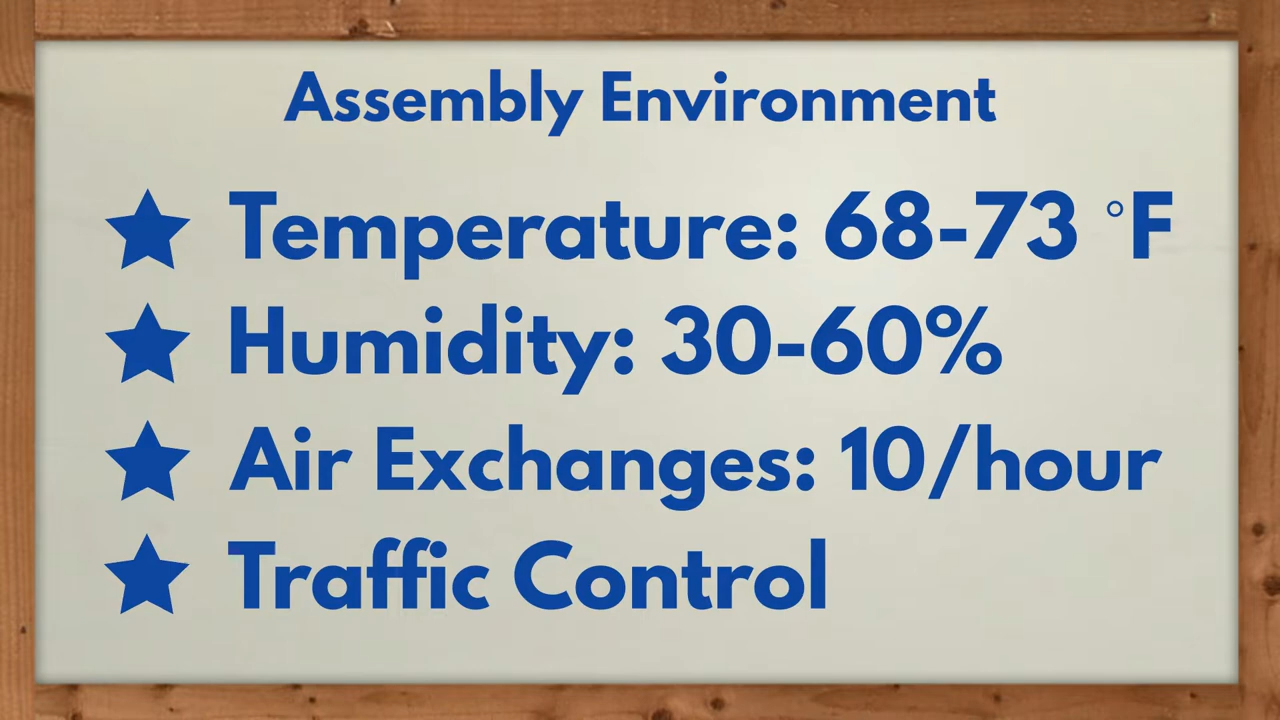 Assembly Environment
Temperature: 68-73 °F
Humidity: 30-60%
Air Exchanges: 10/hour
Traffic Control